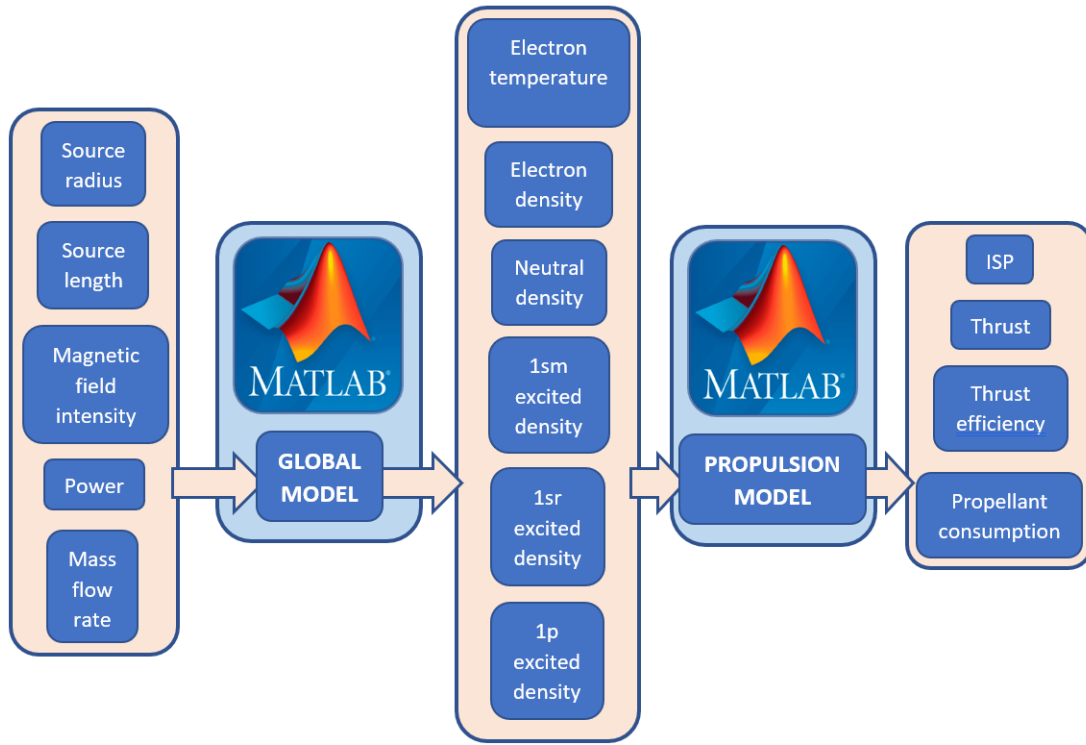 Source
radius
Source
length
Magnetic
field
intensity
Power
Mass
flow
rate
MATLAB®
GLOBAL
MODEL
Electron
temperature
Electron
density
Neutral
density
1sm
excited
density
1sr
excited
density
1p
excited
density
MATLAB®
PROPULSION
MODEL
ISP
Thrust
Thrust
efficiency
Propellant
consumption